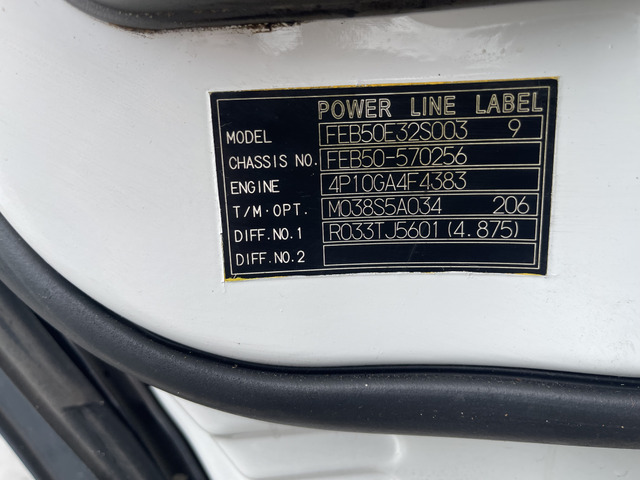 POWER LINE LABEL
MODEL FEB50E32S003 9
CHASSIS NO. FEB50-570256
ENGINE 4P10GA4F4383
T/M·OPT. M038S5A034 206
DIFF.NO.1 R033TJ5601 (4.875)
DIFF.NO.2